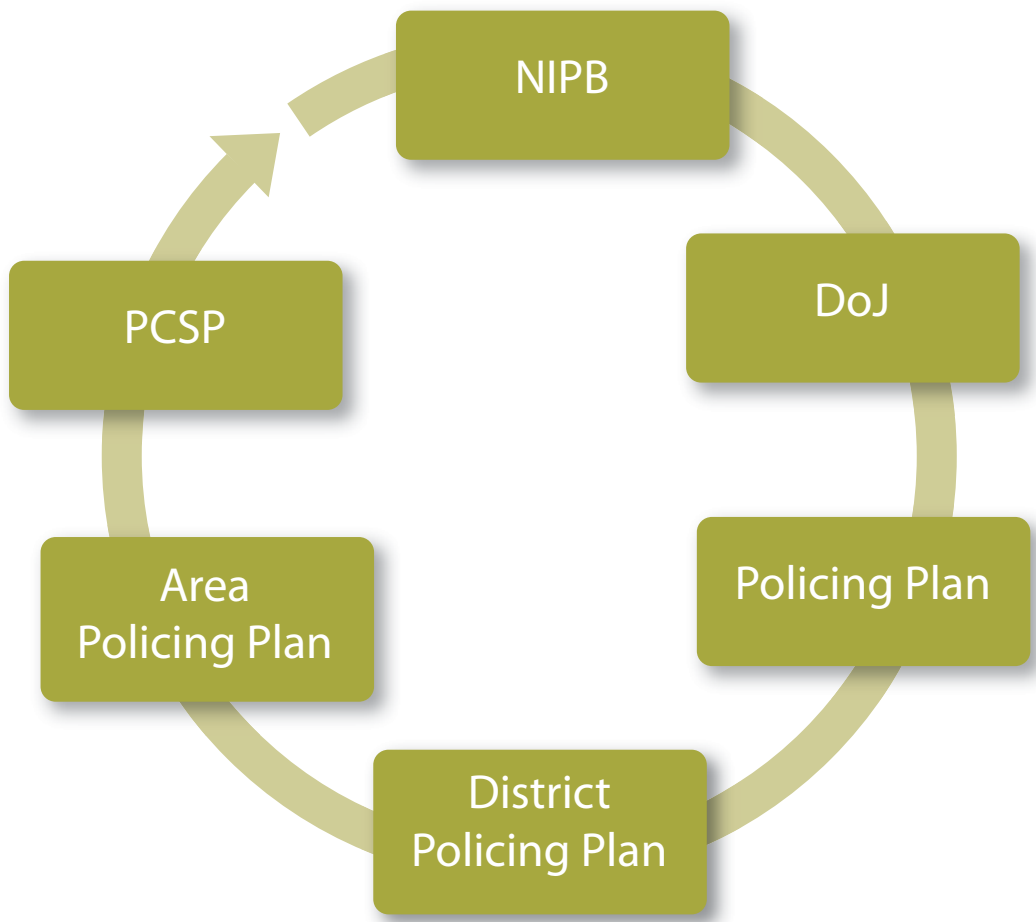 NIPB
DoJ
Policing Plan
District
Policing Plan
Area
Policing Plan
PCSP